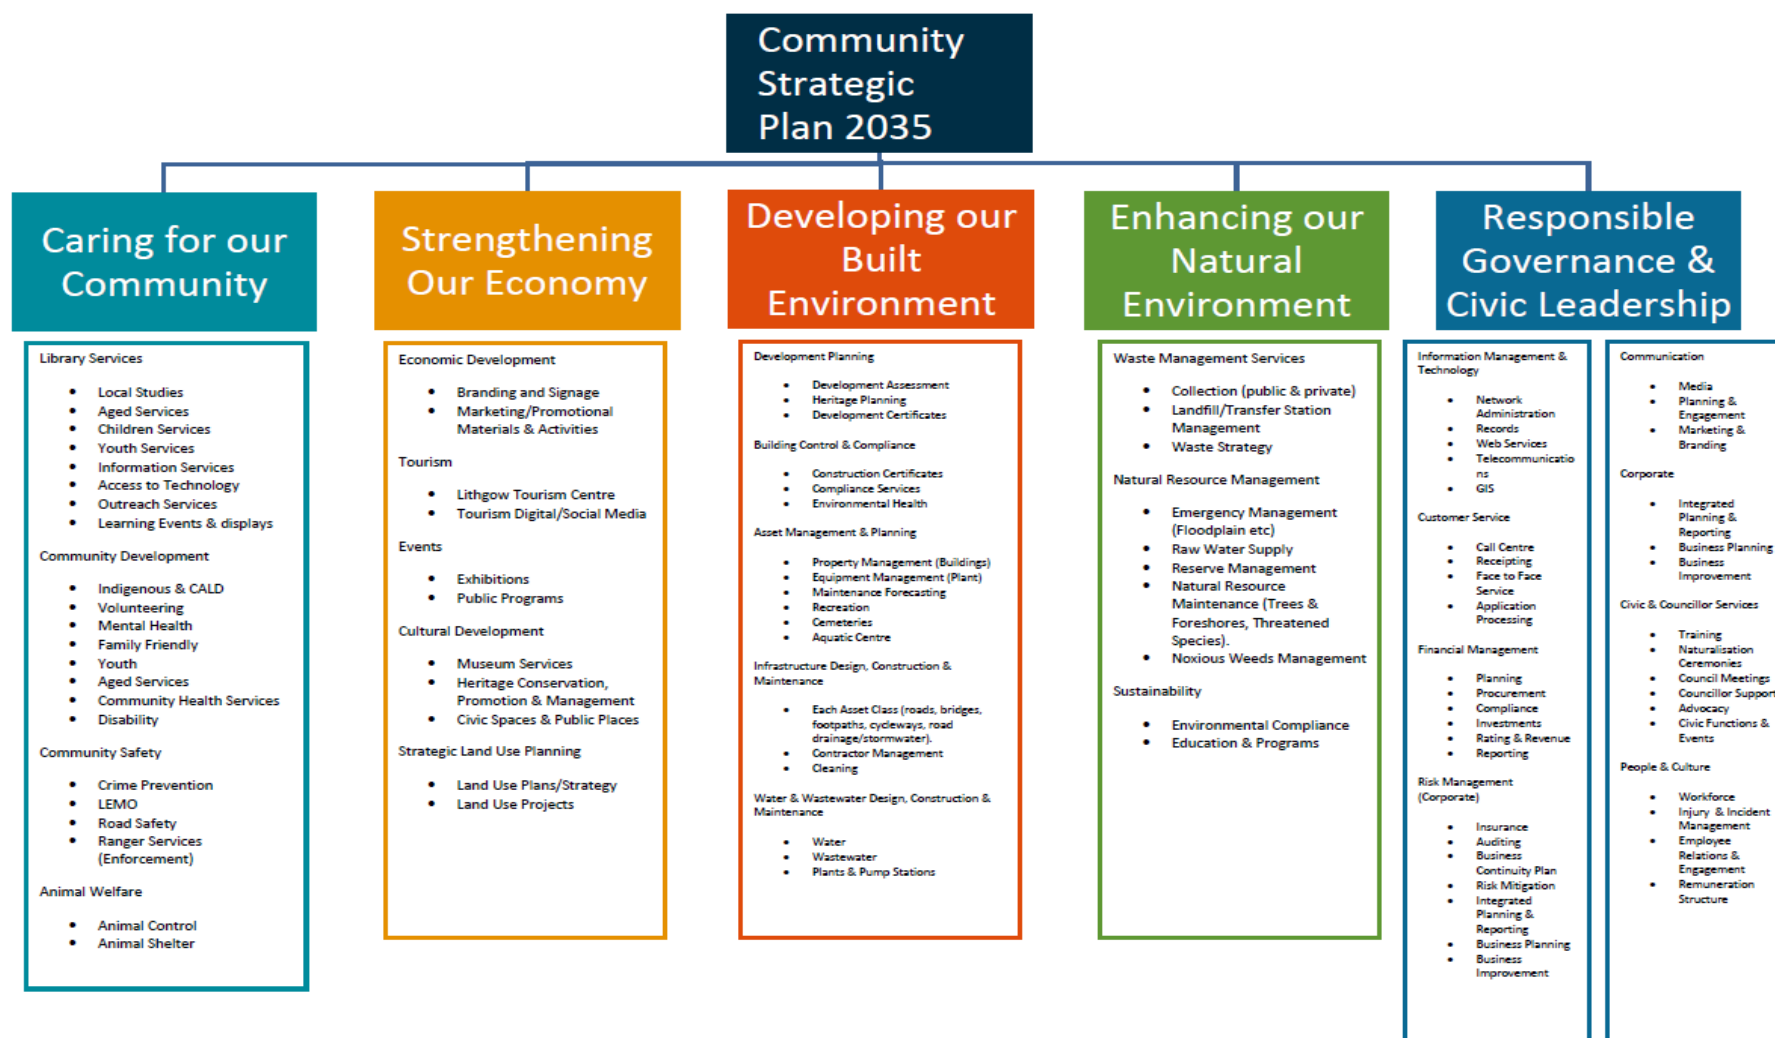 Community
Strategic
Plan 2035
Caring for our
Community
Library Services
• Local Studies
• Aged Services
• Children Services
• Youth Services
• Information Services
• Access to Technology
• Outreach Services
• Learning Events & displays
Community Development
• Indigenous & CALD
• Volunteering
• Mental Health
• Family Friendly
• Youth
• Aged Services
• Community Health Services
• Disability
Community Safety
• Crime Prevention
• LEMO
• Road Safety
• Ranger Services
(Enforcement)
Animal Welfare
• Animal Control
• Animal Shelter
Strengthening
Our Economy
Economic Development
• Branding and Signage
• Marketing/Promotional
Materials & Activities
Tourism
• Lithgow Tourism Centre
• Tourism Digital/Social Media
Events
• Exhibitions
• Public Programs
Cultural Development
• Museum Services
• Heritage Conservation,
Promotion & Management
• Civic Spaces & Public Places
Strategic Land Use Planning
• Land Use Plans/Strategy
• Land Use Projects
Developing our
Built
Environment
Development Planning
• Development Assessment
• Heritage Planning
• Development Certificates
Building Control & Compliance
• Construction Certificates
• Compliance Services
• Environmental Health
Asset Management & Planning
• Property Management (Buildings)
• Equipment Management (Plant)
• Maintenance Forecasting
• Recreation
• Cemeteries
• Aquatic Centre
Infrastructure Design, Construction &
Maintenance
• Each Asset Class (roads, bridges,
footpaths, cycleways, road
drainage/stormwater).
• Contractor Management
• Cleaning
Water & Wastewater Design, Construction &
Maintenance
• Water
• Wastewater
• Plants & Pump Stations
Enhancing our
Natural
Environment
Waste Management Services
• Collection (public & private)
• Landfill/Transfer Station
Management
• Waste Strategy
Natural Resource Management
• Emergency Management
(Floodplain etc)
• Raw Water Supply
• Reserve Management
• Natural Resource
Maintenance (Trees &
Foreshores, Threatened
Species).
• Noxious Weeds Management
Sustainability
• Environmental Compliance
• Education & Programs
Responsible
Governance &
Civic Leadership
Information Management &
Technology
• Network
Administration
• Records
• Web Services
• Telecommunicatio
ns
• GIS
Customer Service
• Call Centre
• Receipting
• Face to Face
Service
• Application
Processing
Financial Management
• Planning
• Procurement
• Compliance
• Investments
• Rating & Revenue
• Reporting
Risk Management
(Corporate)
• Insurance
• Auditing
• Business
Continuity Plan
• Risk Mitigation
• Integrated
Planning &
Reporting
• Business Planning
• Business
Improvement
Communication
• Media
• Planning &
Engagement
• Marketing &
Branding
Corporate
• Integrated
Planning &
Reporting
• Business Planning
• Business
Improvement
Civic & Councillor Services
• Training
• Naturalisation
Ceremonies
• Council Meetings
• Councillor Support
• Advocacy
• Civic Functions &
Events
People & Culture
• Workforce
• Injury & Incident
Management
• Employee
Relations &
Engagement
• Remuneration
Structure